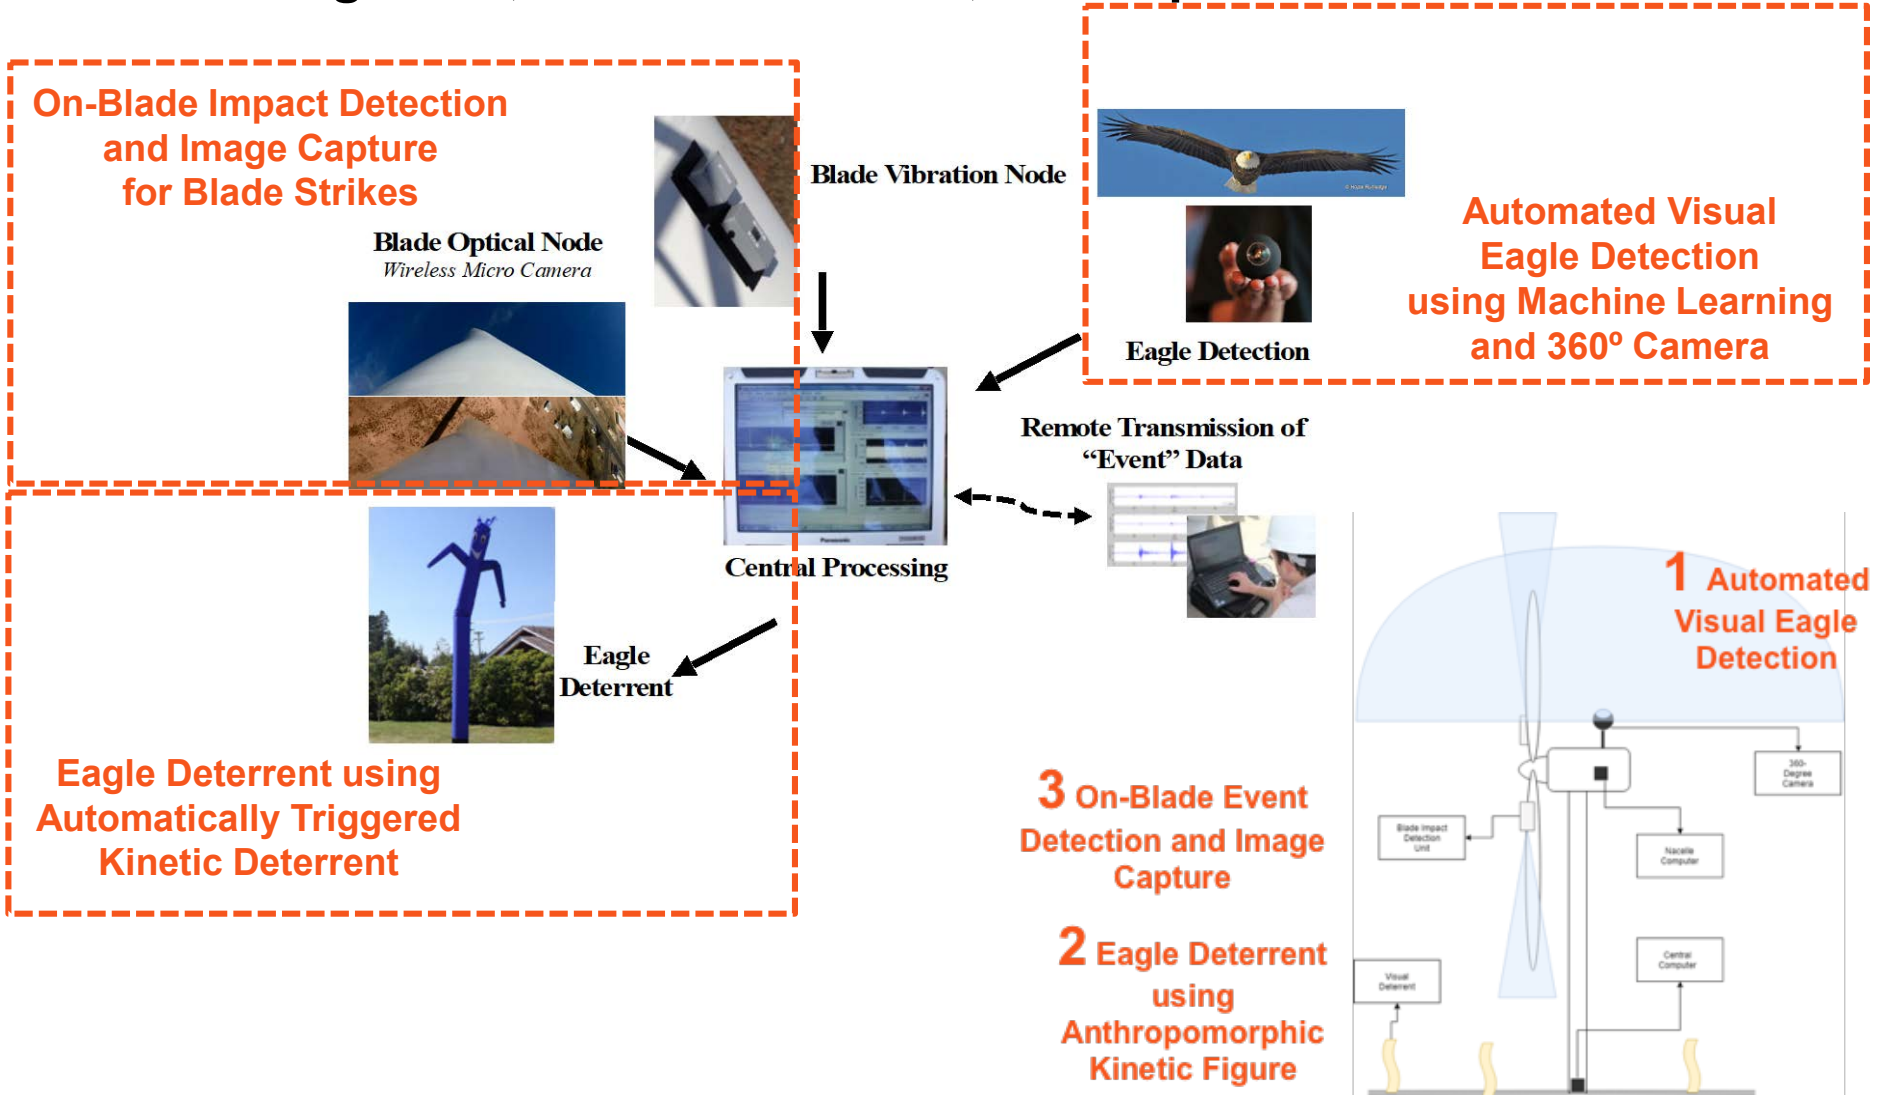 On-Blade Impact Detection
and Image Capture
for Blade Strikes
Blade Vibration Node
Blade Optical Node
Wireless Micro Camera
Automated Visual
Eagle Detection
using Machine Learning
and 360º Camera
Eagle Detection
Remote Transmission of
“Event” Data
Central Processing
Eagle
Deterrent
Eagle Deterrent using
Automatically Triggered
Kinetic Deterrent
1 Automated
Visual Eagle
Detection
3 On-Blade Event
Detection and Image
Capture
2 Eagle Deterrent
using
Anthropomorphic
Kinetic Figure
360-
Degree
Camera
Blade Impact
Detection
Unit
Nacelle
Computer
Central
Computer
Visual
Deterrent
Panasonic